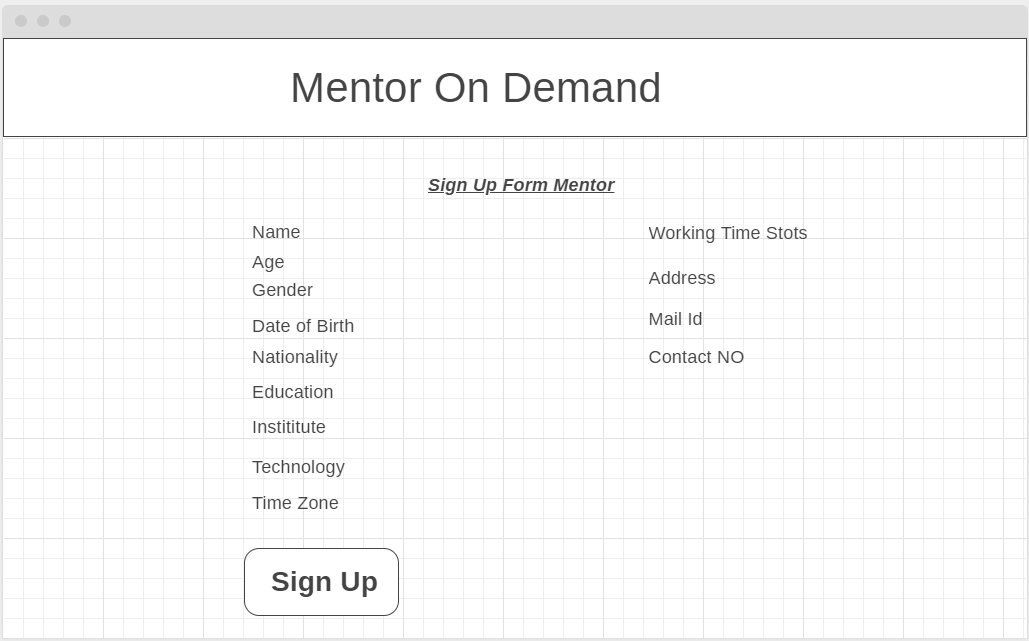 Mentor On Demand
Sign Up Form Mentor
Name
Age
Gender
Date of Birth
Nationality
Education
Instititute
Technology
Time Zone
Working Time Stots
Address
Mail Id
Contact NO
Sign Up